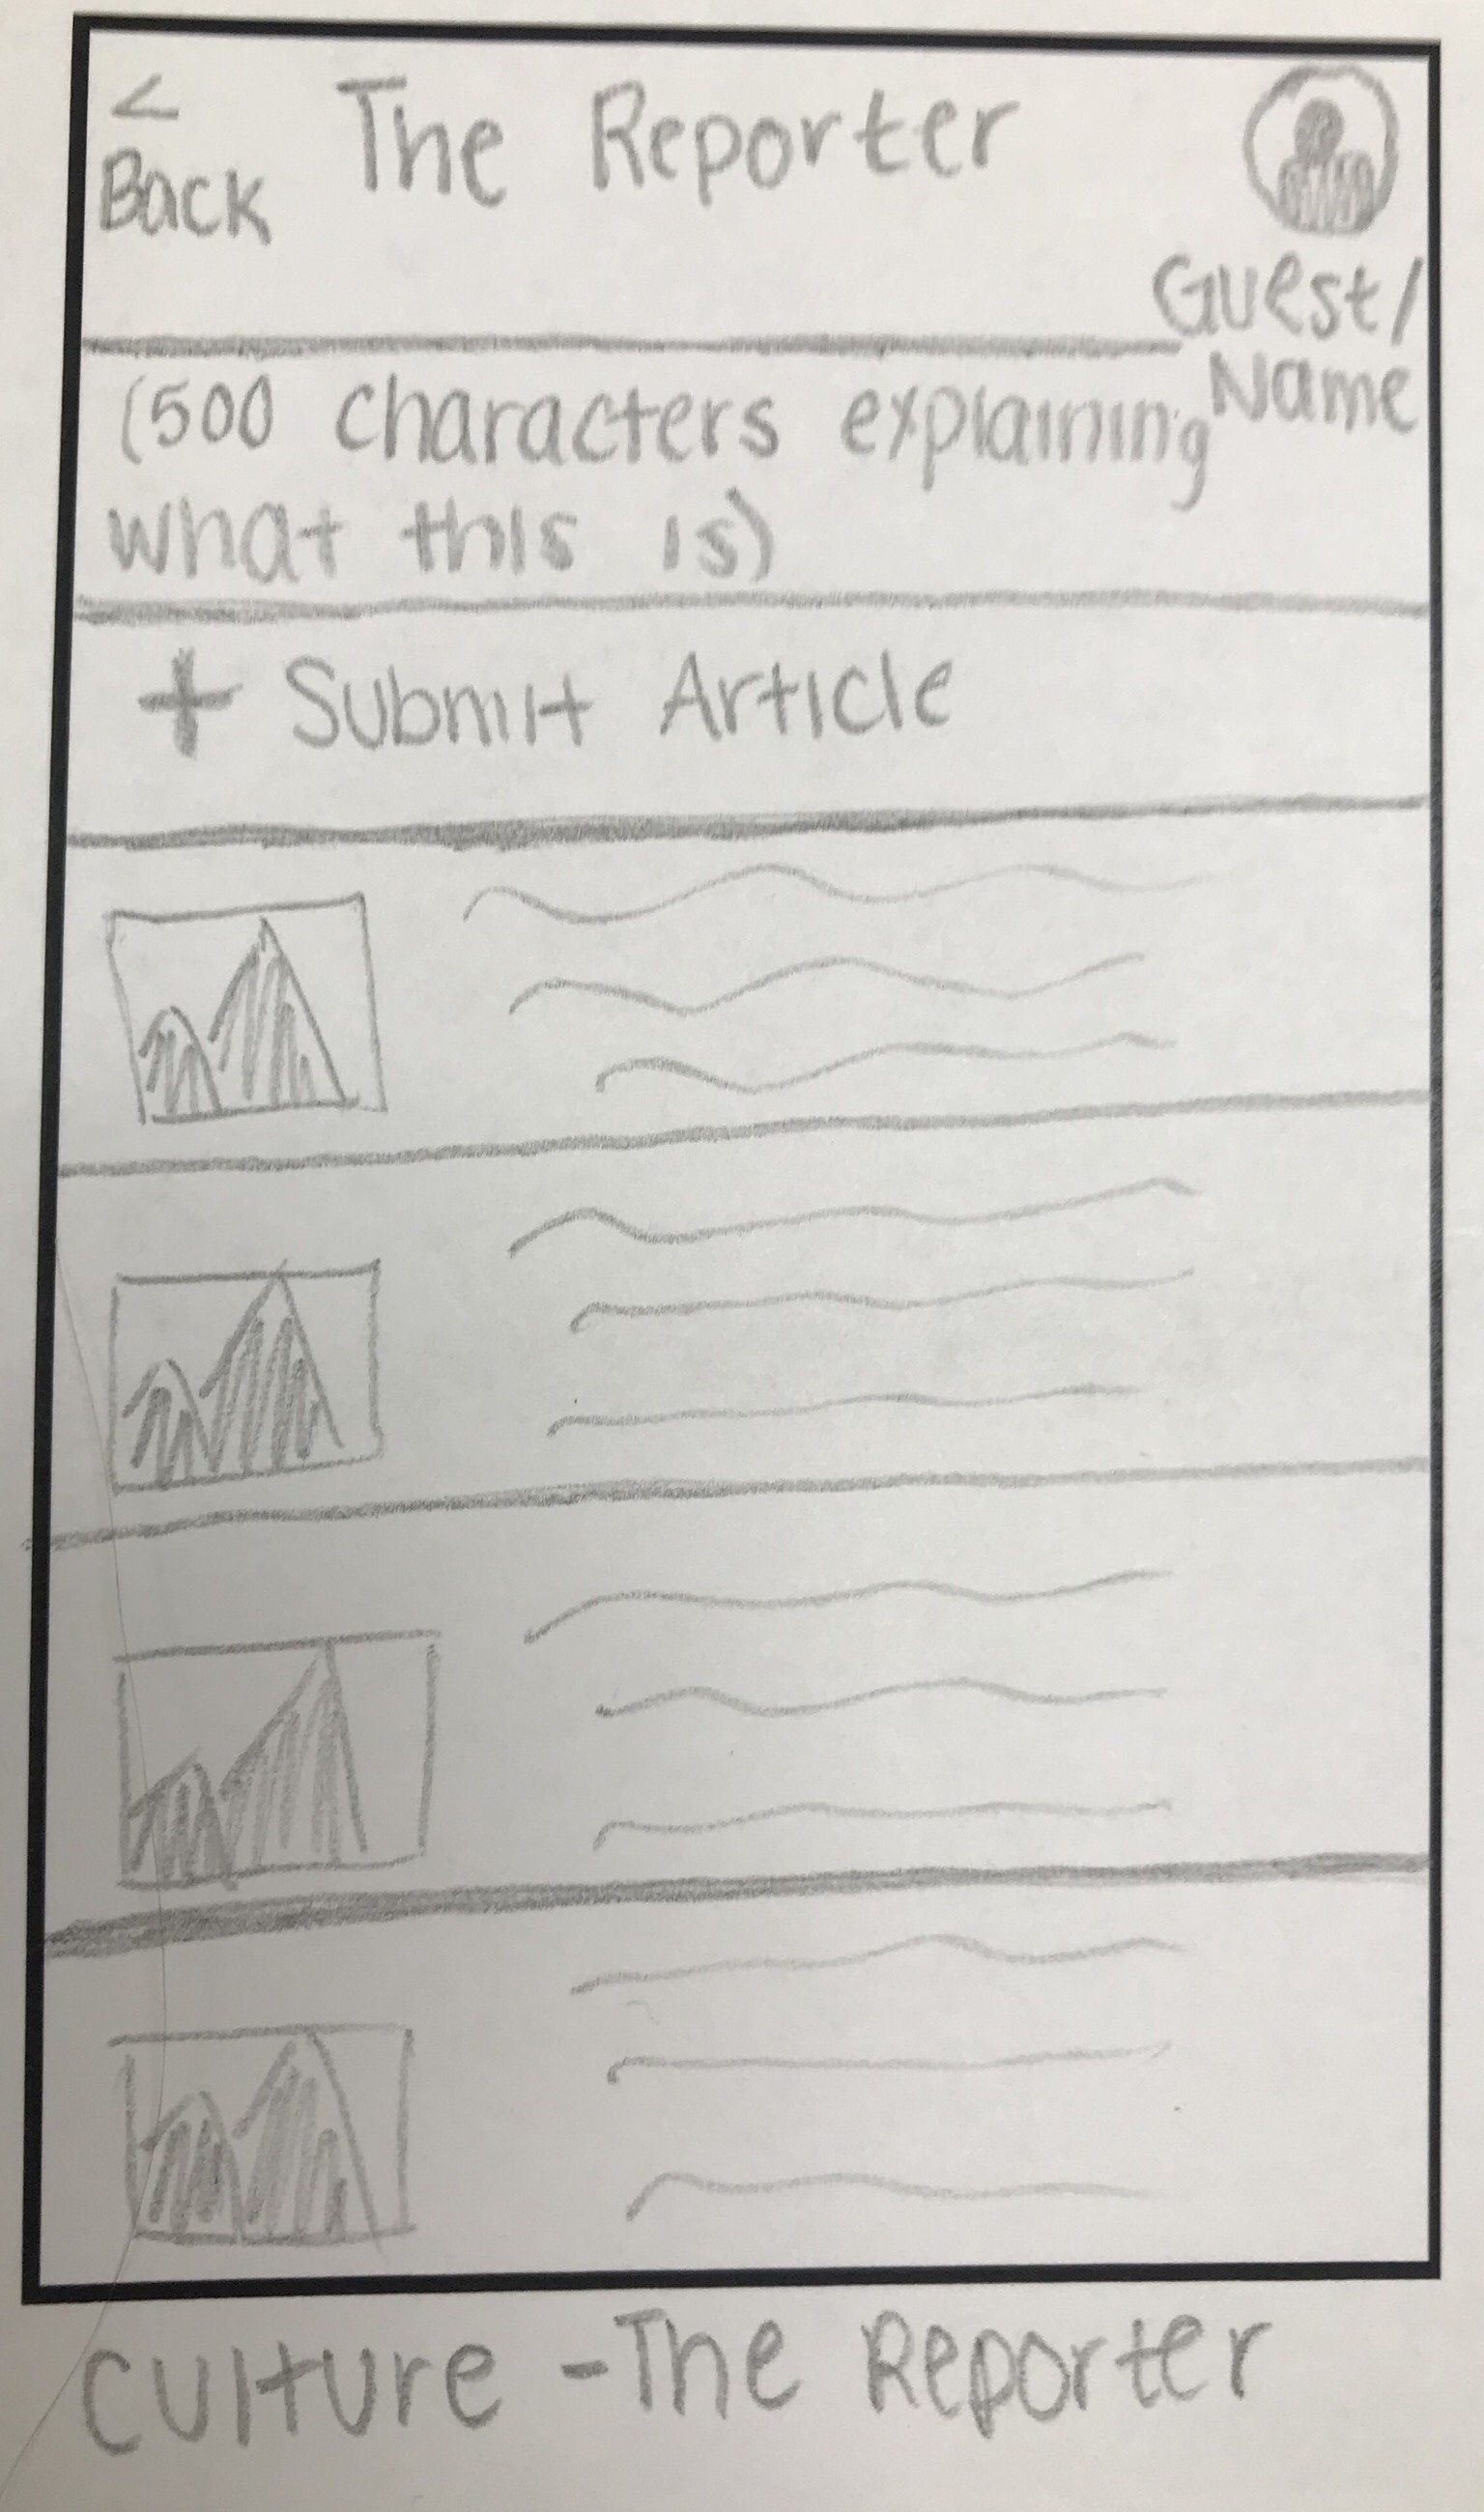 < The Reporter
Back
Guest/
Name
(500 characters explaining
what this is)
+ Submit Article
Culture - The Reporter